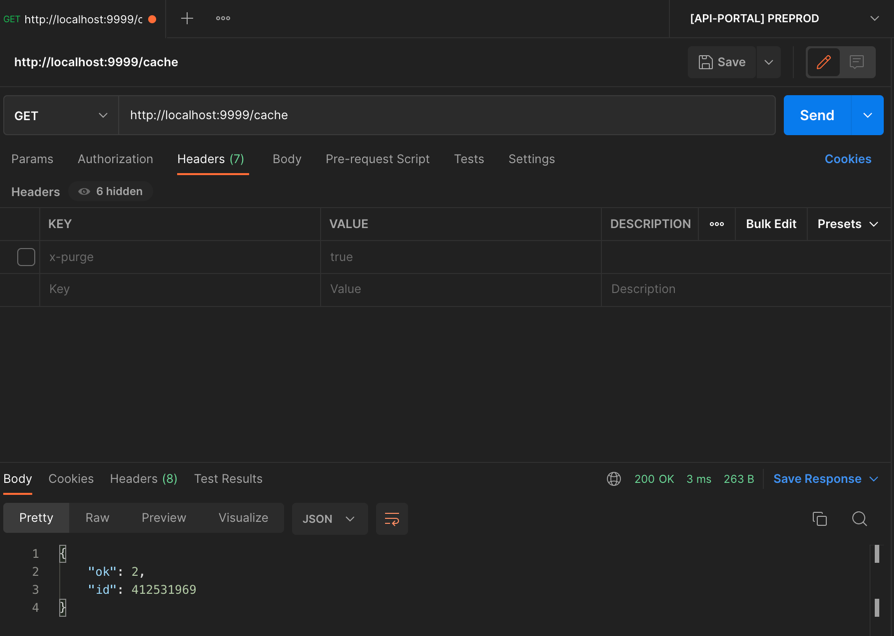 GET http://localhost:9999/c
[API-PORTAL] PREPROD
http://localhost:9999/cache
Save
GET http://localhost:9999/cache Send
Params Authorization Headers (7) Body Pre-request Script Tests Settings Cookies
Headers 6 hidden
KEY VALUE DESCRIPTION Bulk Edit Presets
x-purge true
Key Value Description
Body Cookies Headers (8) Test Results 200 OK 3 ms 263 B Save Response
Pretty Raw Preview Visualize JSON
1 {
2 "ok": 2,
3 "id": 412531969
4 }